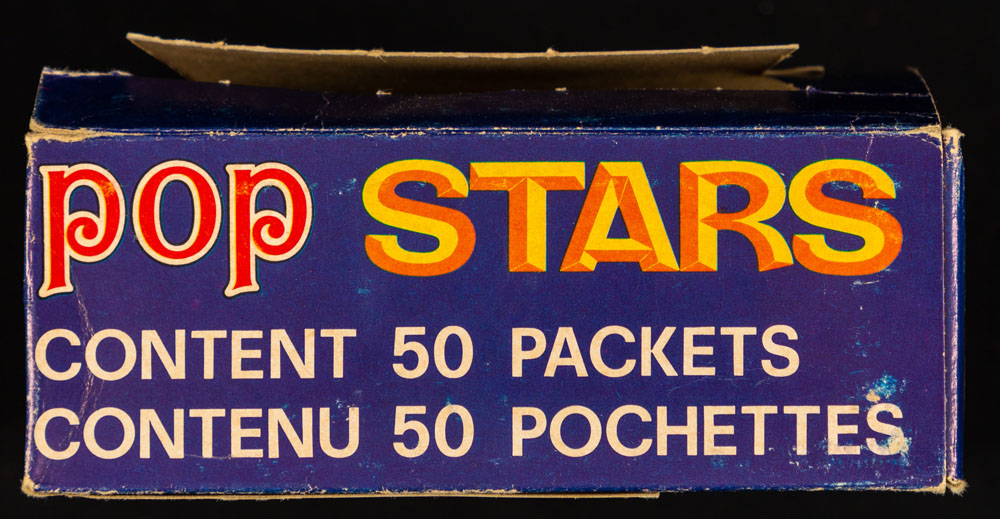 pop STARS
CONTENT 50 PACKETS
CONTENU 50 POCHETTES